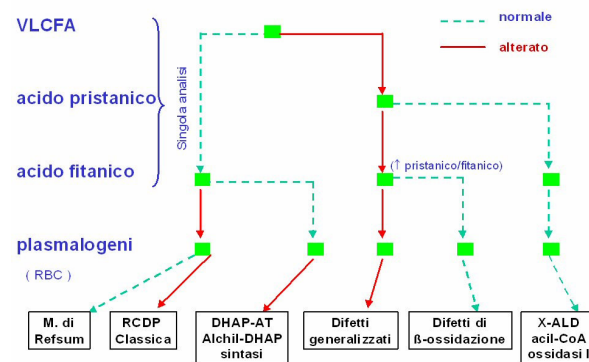 VLCFA
normale
alterato
acido pristanico
Singola analisi
acido fitanico
(↑ pristanico/fitanico)
plasmalogeni
( RBC )
M. di
Refsum
RCDP
Classica
DHAP-AT
Alchil-DHAP
sintasi
Difetti
generalizzati
Difetti di
ß-ossidazione
X-ALD
acil-CoA
ossidasi I